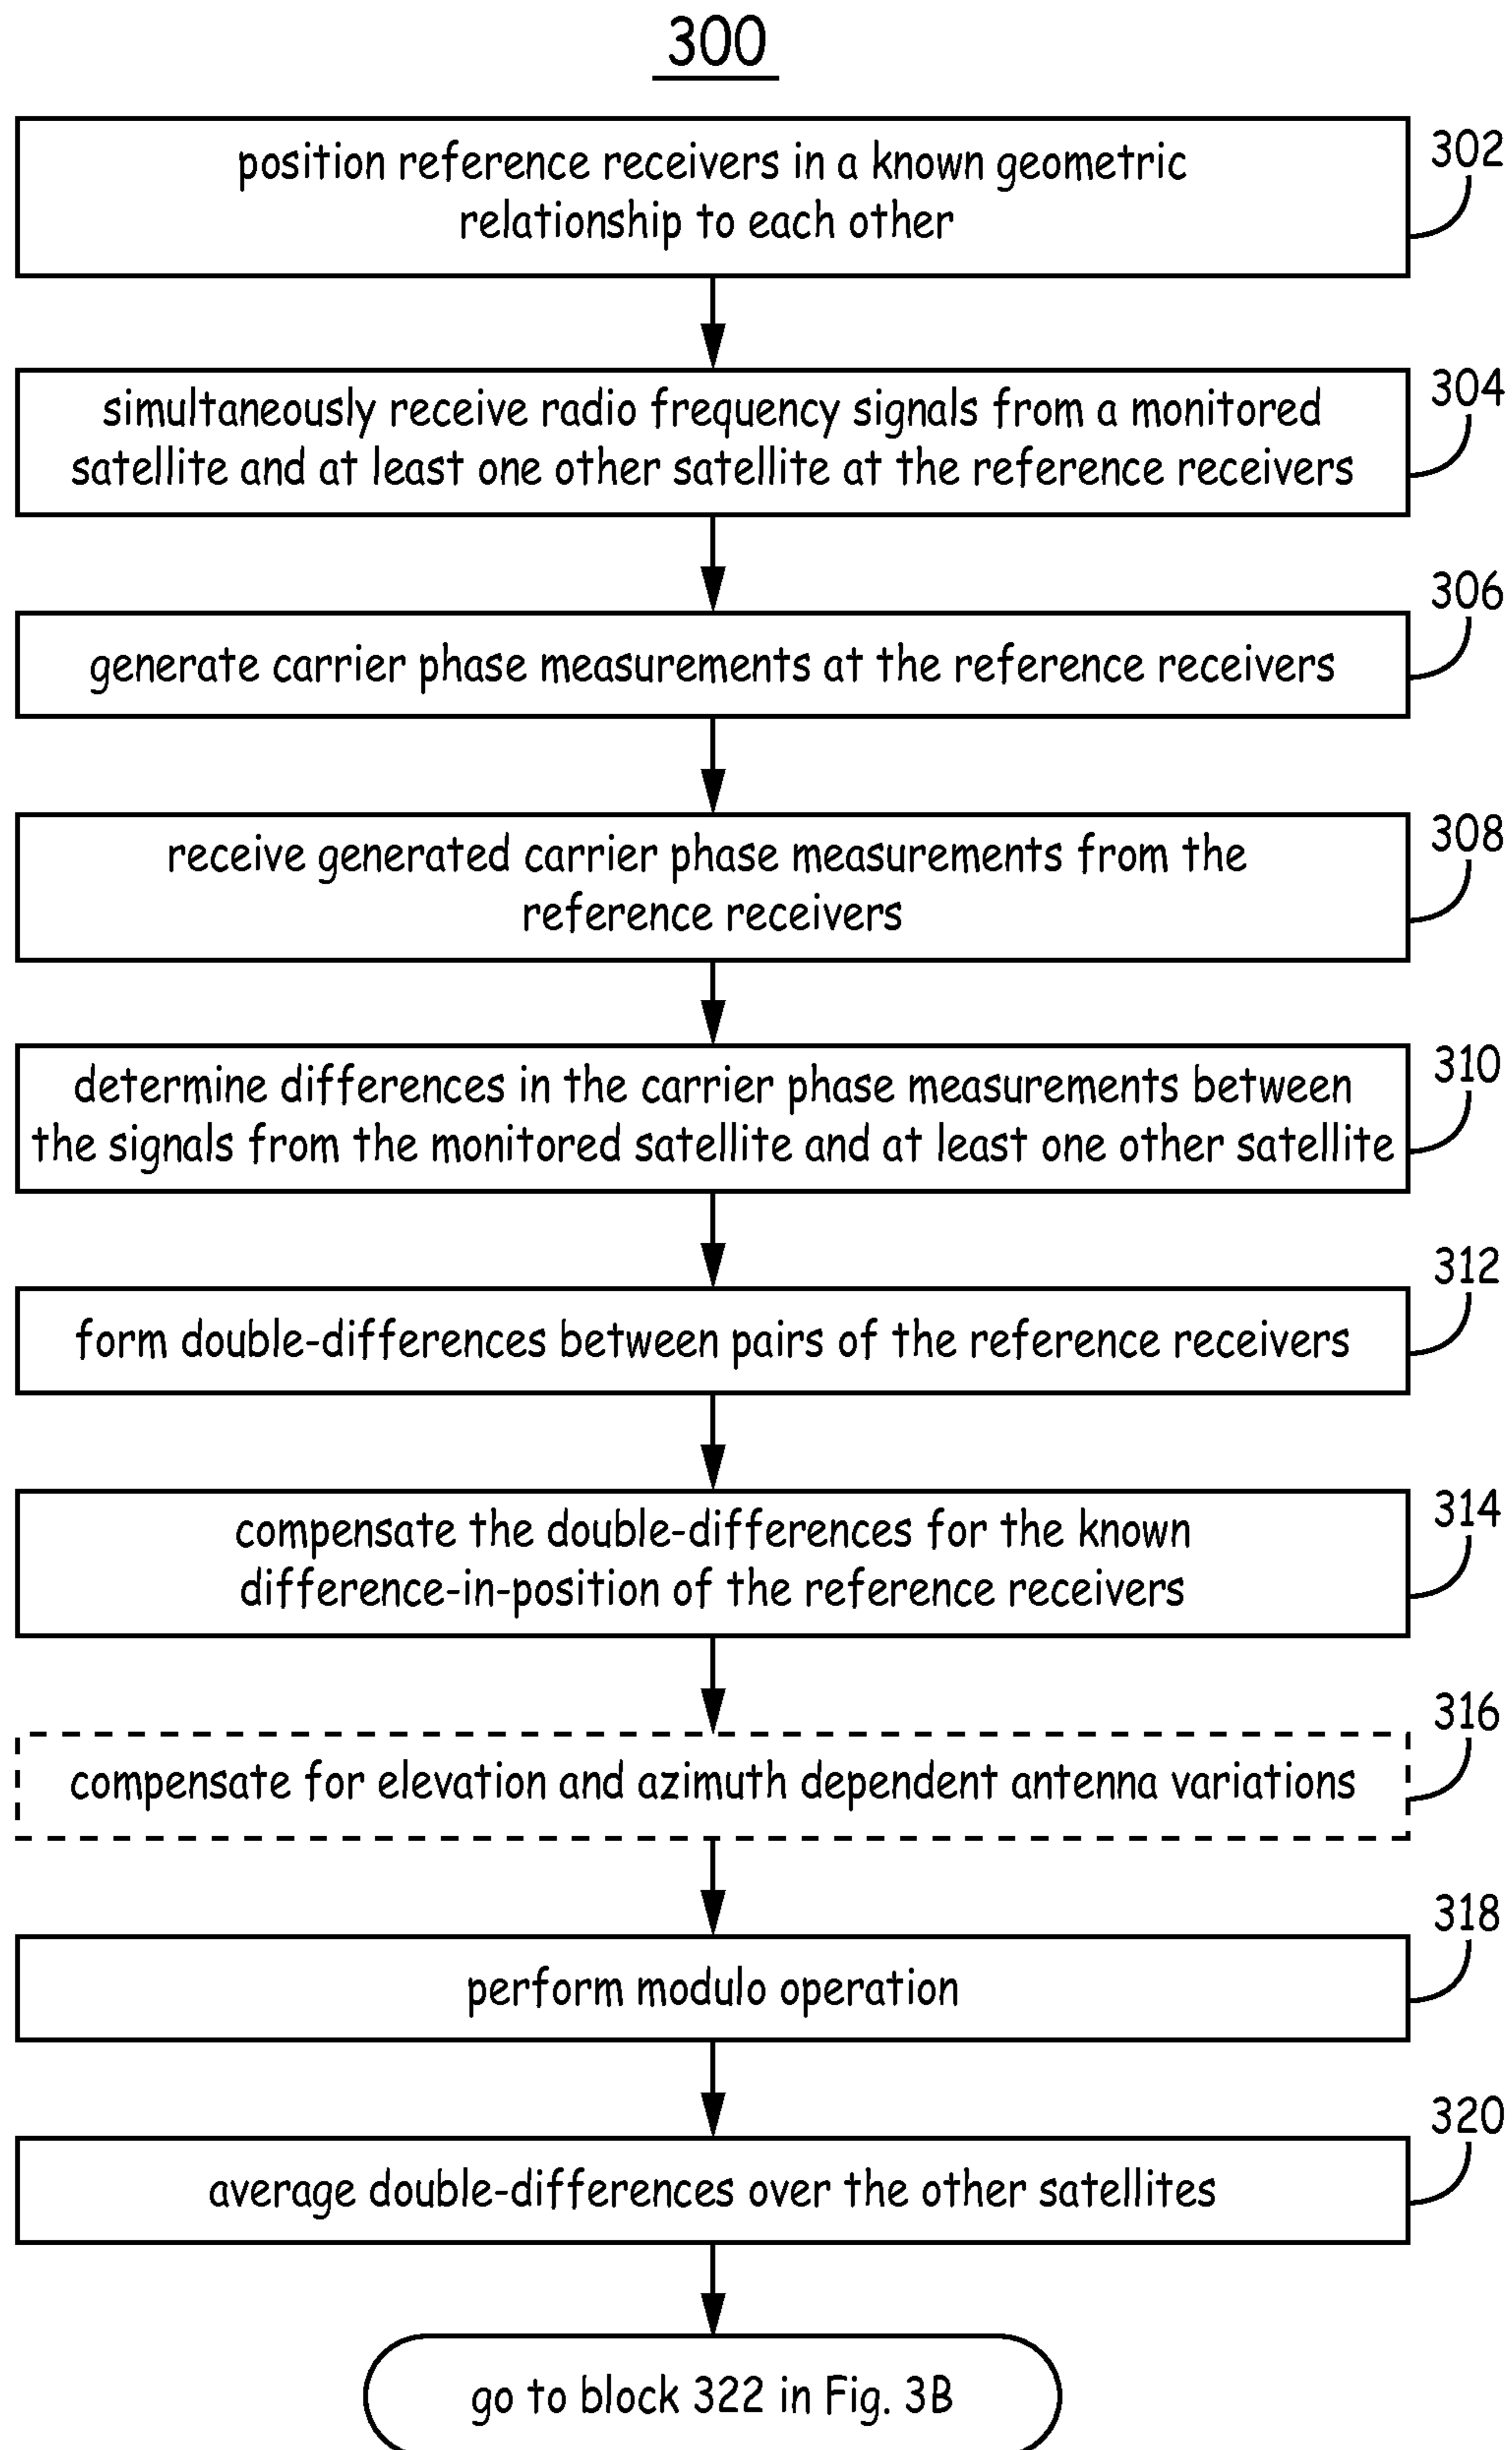 300
position reference receivers in a known geometric
relationship to each other
302
simultaneously receive radio frequency signals from a monitored
satellite and at least one other satellite at the reference receivers
304
generate carrier phase measurements at the reference receivers
306
receive generated carrier phase measurements from the
reference receivers
308
determine differences in the carrier phase measurements between
the signals from the monitored satellite and at least one other satellite
310
form double-differences between pairs of the reference receivers
312
compensate the double-differences for the known
difference-in-position of the reference receivers
314
compensate for elevation and azimuth dependent antenna variations
316
perform modulo operation
318
average double-differences over the other satellites
320
go to block 322 in Fig. 3B